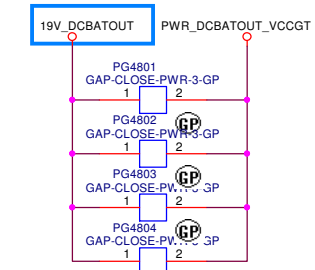 19V_DCBATOUT PWR_DCBATOUT_VCCGT
PG4801
GAP-CLOSE-PWR-3-GP
1 2
PG4802
GP
GAP-CLOSE-PWR-3-GP
1 2
PG4803
GP
GAP-CLOSE-PWR-3-GP
1 2
PG4804
GP
GAP-CLOSE-PWR-3-GP
1 2